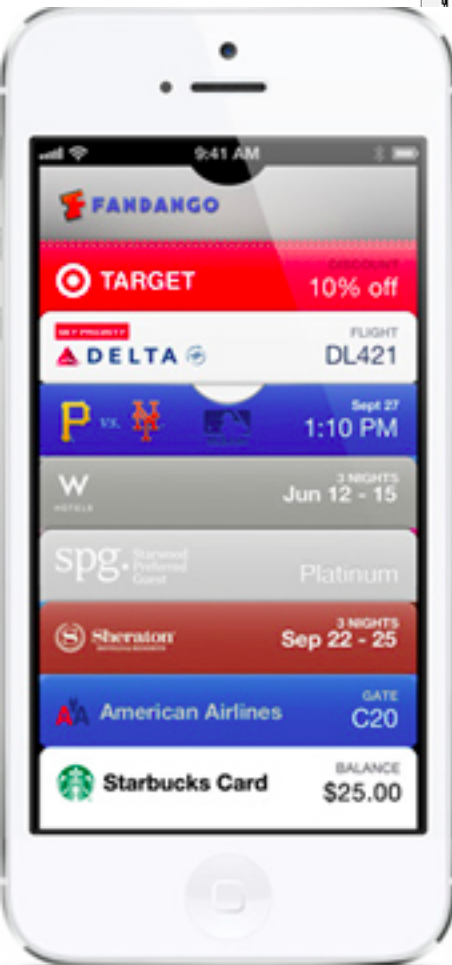 9:41 AM
FANDANGO
TARGET
DISCOUNT
10% off
SKY PRIORITY
DELTA
FLIGHT
DL421
P vs. NY
Sept 27
1:10 PM
W
HOTELS
3 NIGHTS
Jun 12 - 15
spg. Starwood
Preferred
Guest
Platinum
Sheraton
3 NIGHTS
Sep 22 - 25
AA American Airlines
GATE
C20
Starbucks Card
BALANCE
$25.00